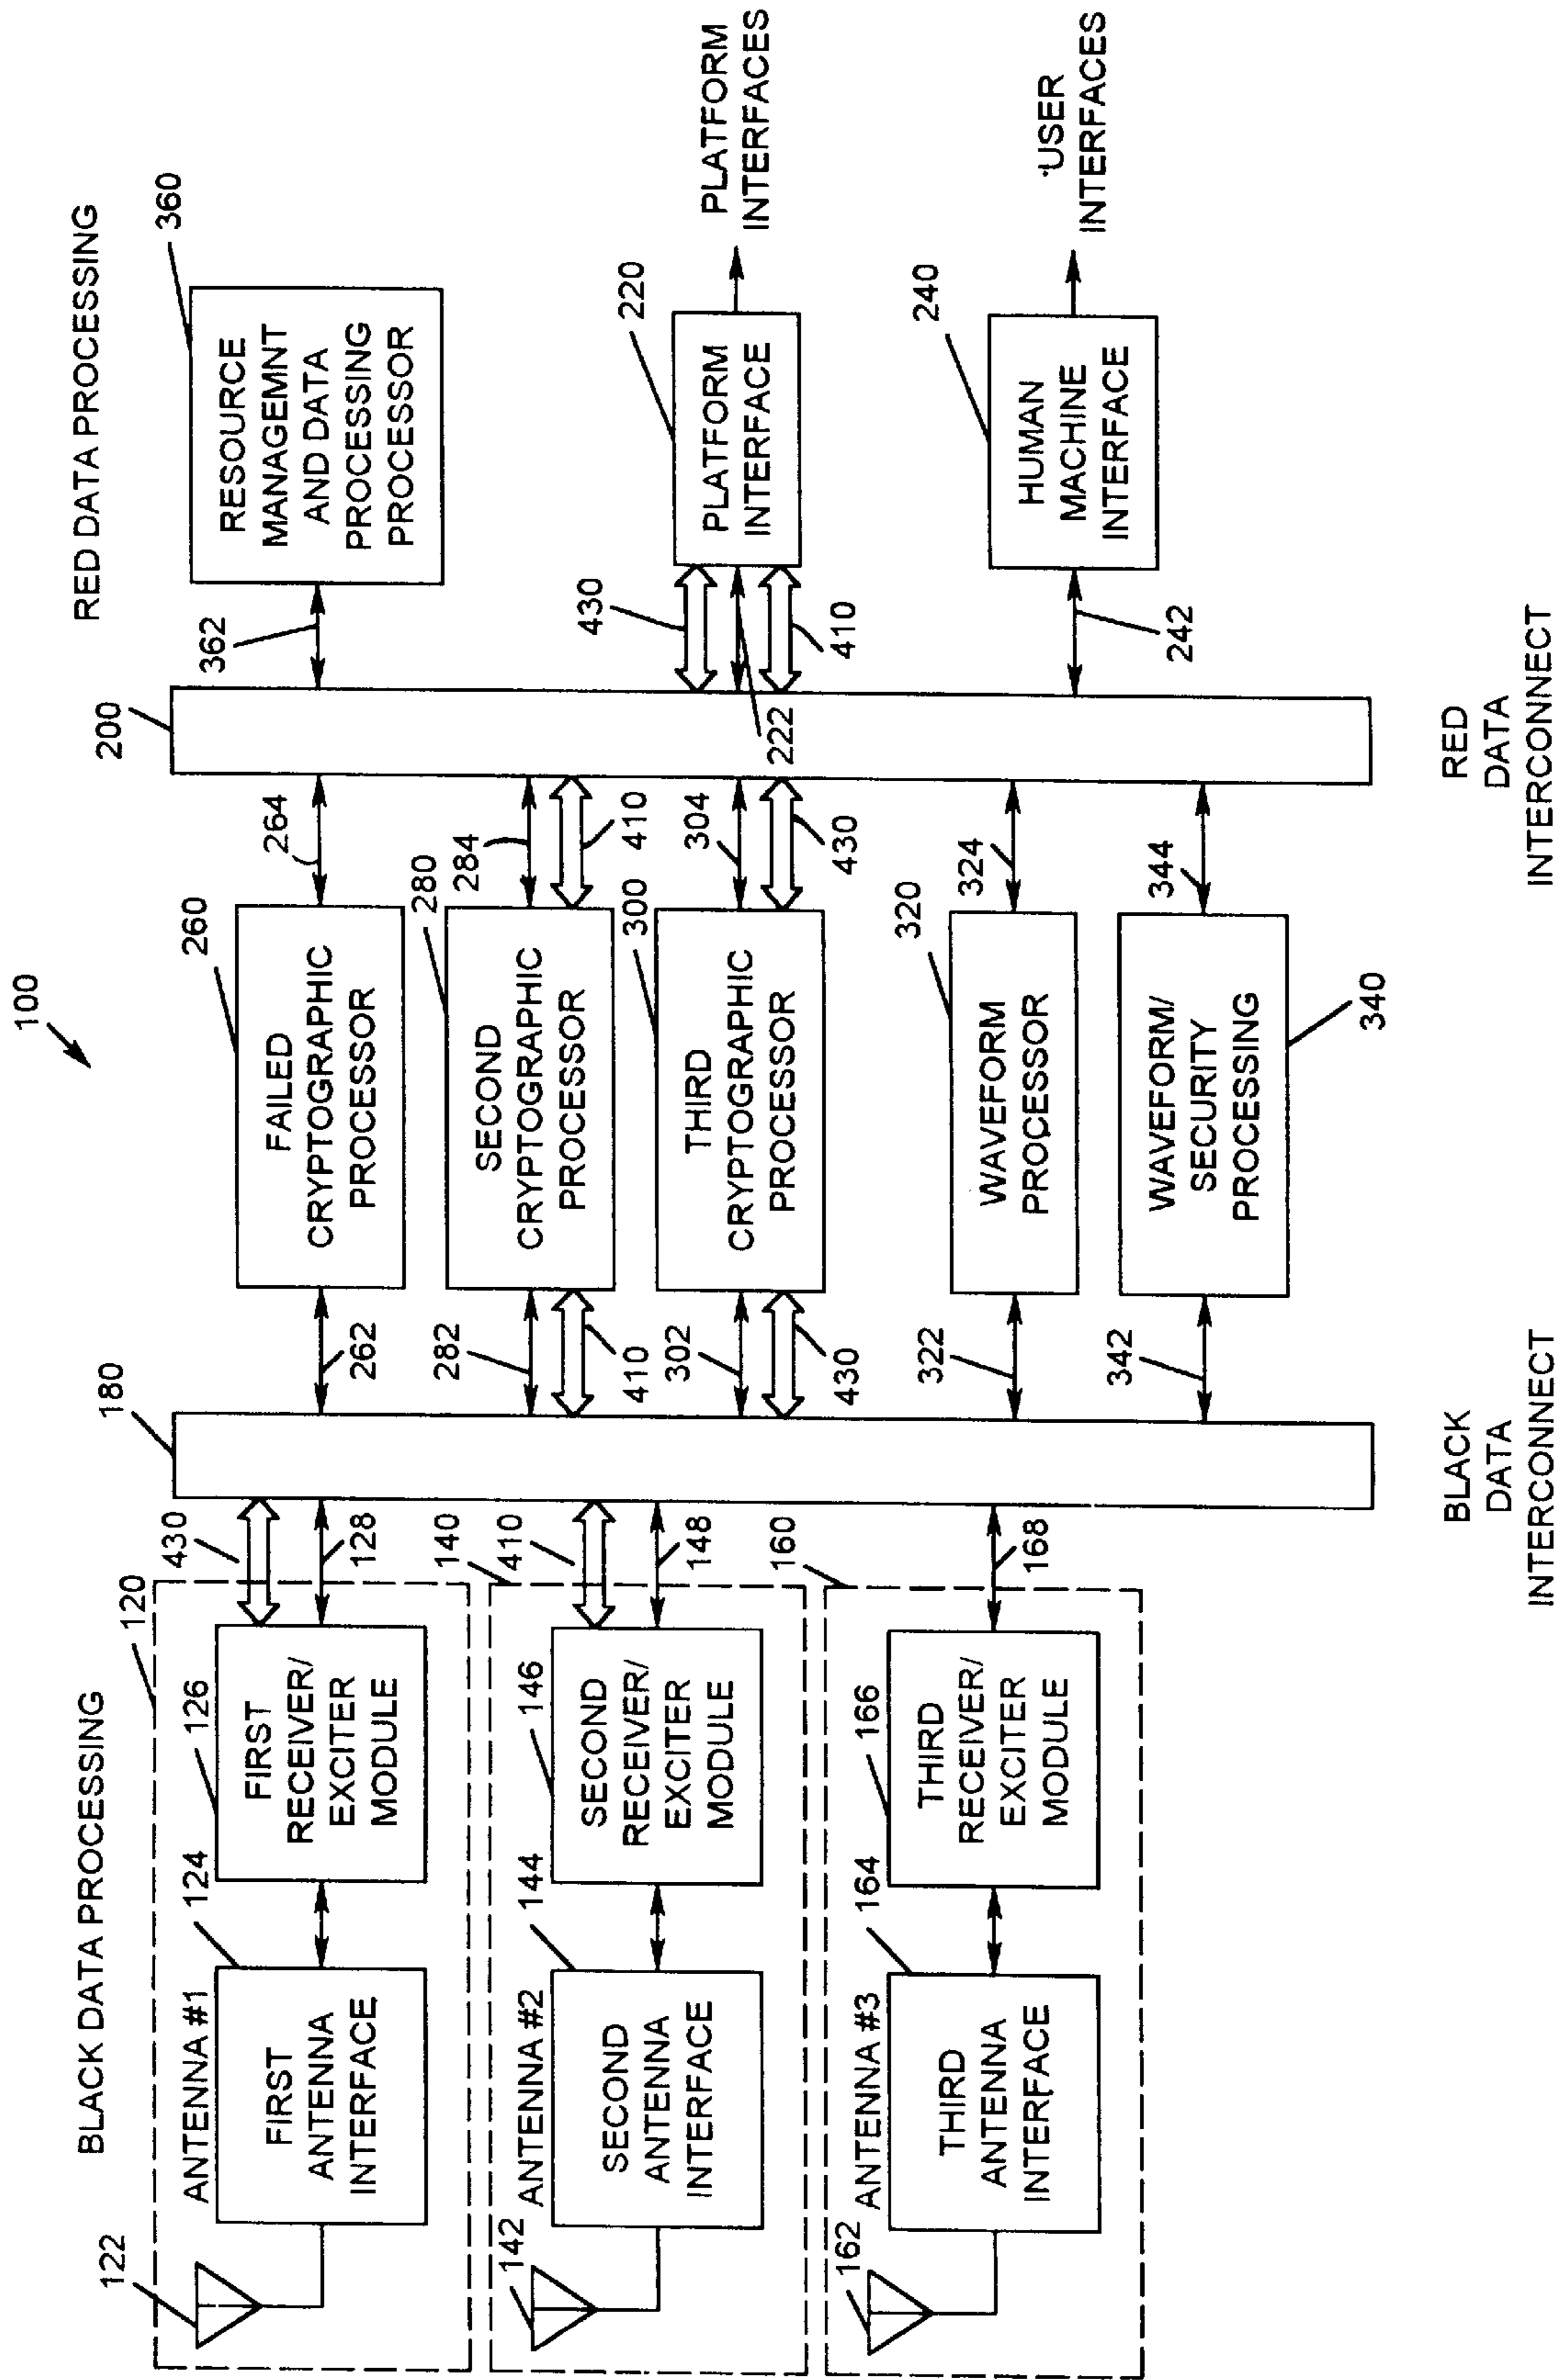 100
BLACK DATA PROCESSING
RED DATA PROCESSING
120
122
ANTENNA #1
124
FIRST
ANTENNA
INTERFACE
126
FIRST
RECEIVER/
EXCITER
MODULE
430
128
140
142
ANTENNA #2
144
SECOND
ANTENNA
INTERFACE
146
SECOND
RECEIVER/
EXCITER
MODULE
410
148
160
162
ANTENNA #3
164
THIRD
ANTENNA
INTERFACE
166
THIRD
RECEIVER/
EXCITER
MODULE
168
180
262
260
FAILED
CRYPTOGRAPHIC
PROCESSOR
264
282
410
280
SECOND
CRYPTOGRAPHIC
PROCESSOR
284
410
302
430
300
THIRD
CRYPTOGRAPHIC
PROCESSOR
304
430
322
320
WAVEFORM
PROCESSOR
324
342
WAVEFORM/
SECURITY
PROCESSING
340
344
200
362
360
RESOURCE
MANAGEMNT
AND DATA
PROCESSING
PROCESSOR
430
222
410
220
PLATFORM
INTERFACE
PLATFORM
INTERFACES
242
240
HUMAN
MACHINE
INTERFACE
USER
INTERFACES
BLACK
DATA
INTERCONNECT
RED
DATA
INTERCONNECT